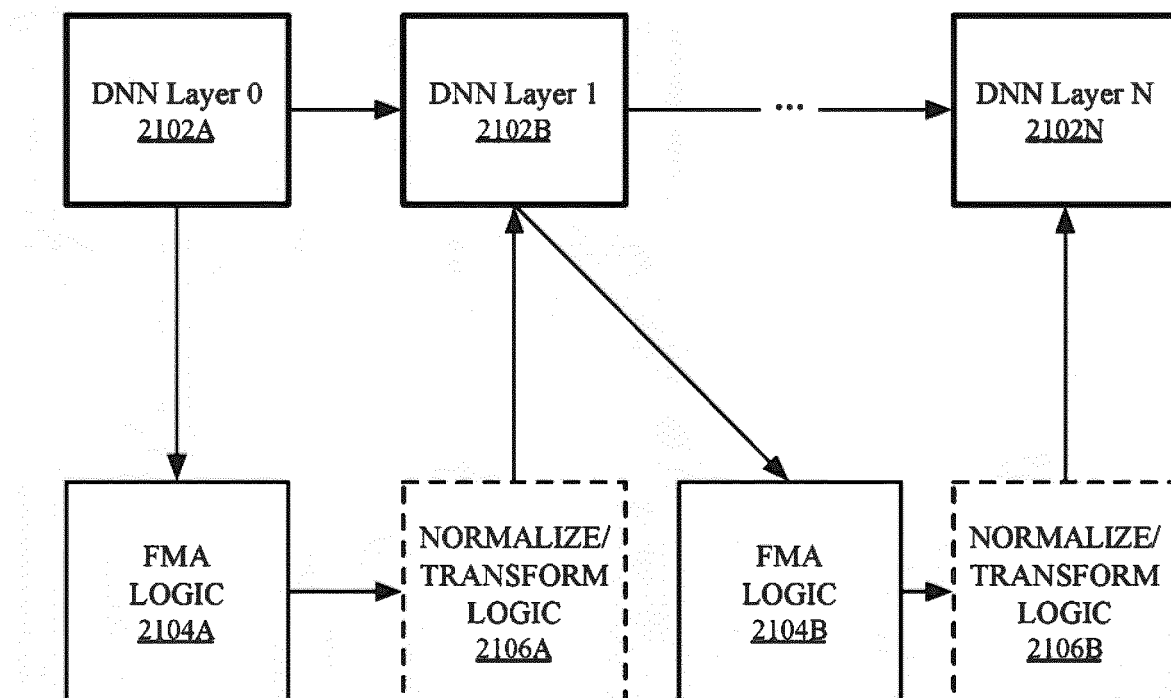 DNN Layer 0
2102A
DNN Layer 1
2102B
...
DNN Layer N
2102N
FMA
LOGIC
2104A
NORMALIZE/
TRANSFORM
LOGIC
2106A
FMA
LOGIC
2104B
NORMALIZE/
TRANSFORM
LOGIC
2106B